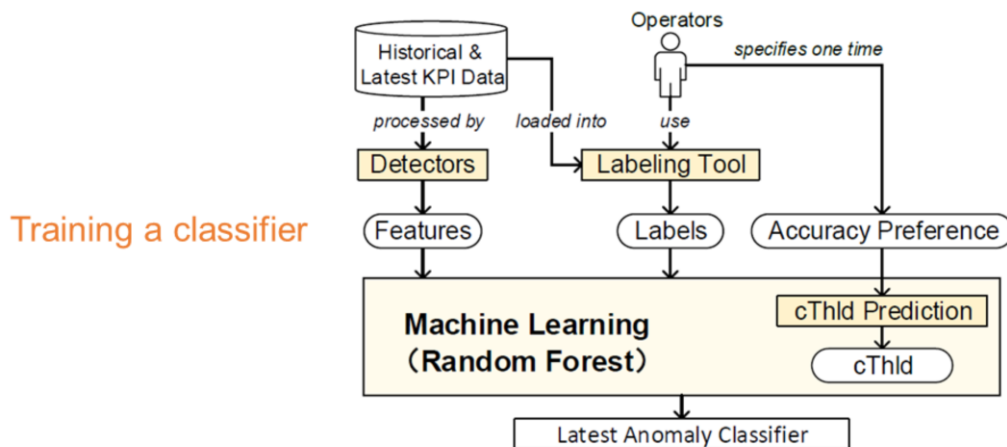 Operators
Historical &
Latest KPI Data
specifies one time
processed by
loaded into
use
Detectors
Labeling Tool
Training a classifier
Features
Labels
Accuracy Preference
Machine Learning
（Random Forest）
cThld Prediction
cThld
Latest Anomaly Classifier